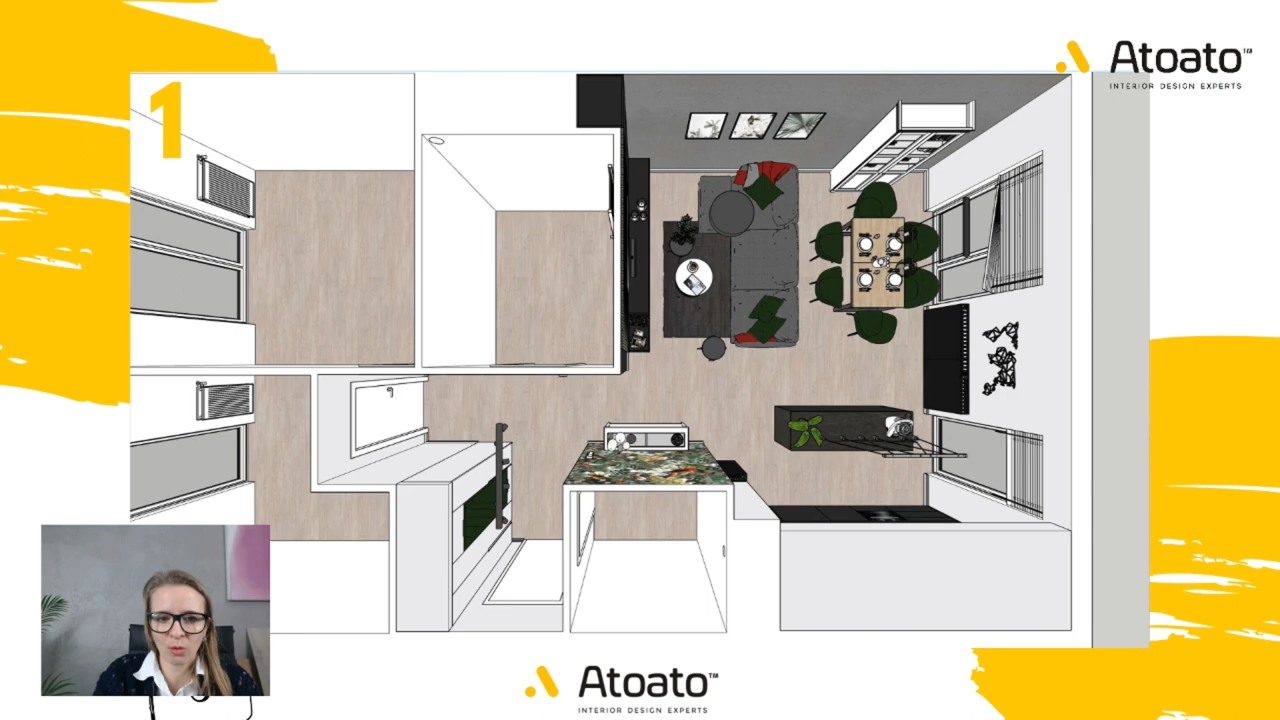 1
Atoato™
INTERIOR DESIGN EXPERTS
Atoato™
INTERIOR DESIGN EXPERTS